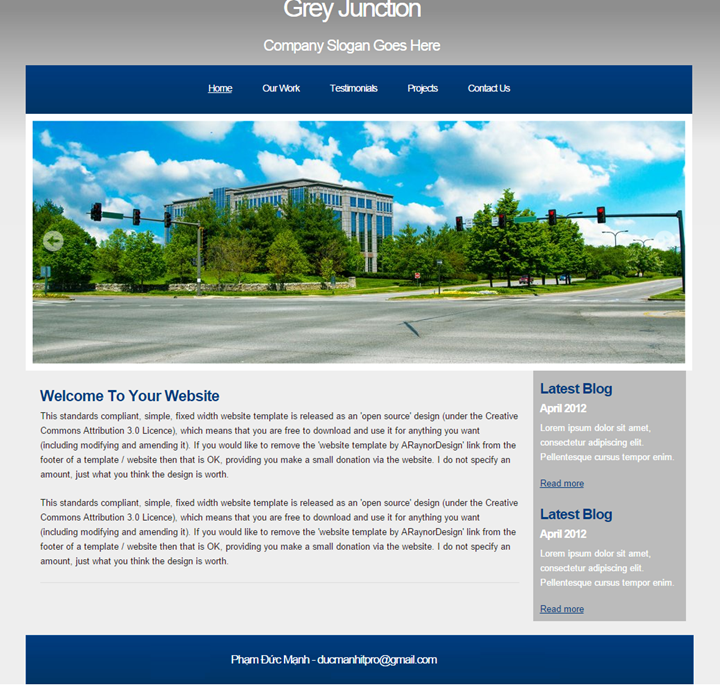 Grey Junction
Company Slogan Goes Here
Home Our Work Testimonials Projects Contact Us
Welcome To Your Website
This standards compliant, simple, fixed width website template is released as an 'open source' design (under the Creative
Commons Attribution 3.0 Licence), which means that you are free to download and use it for anything you want
(including modifying and amending it). If you would like to remove the 'website template by ARaynorDesign' link from the
footer of a template / website then that is OK, providing you make a small donation via the website. I do not specify an
amount, just what you think the design is worth.
This standards compliant, simple, fixed width website template is released as an 'open source' design (under the Creative
Commons Attribution 3.0 Licence), which means that you are free to download and use it for anything you want
(including modifying and amending it). If you would like to remove the 'website template by ARaynorDesign' link from the
footer of a template / website then that is OK, providing you make a small donation via the website. I do not specify an
amount, just what you think the design is worth.
Latest Blog
April 2012
Lorem ipsum dolor sit amet,
consectetur adipiscing elit.
Pellentesque cursus tempor enim.
Read more
Latest Blog
April 2012
Lorem ipsum dolor sit amet,
consectetur adipiscing elit.
Pellentesque cursus tempor enim.
Read more
Phạm Đức Mạnh - ducmanhitpro@gmail.com